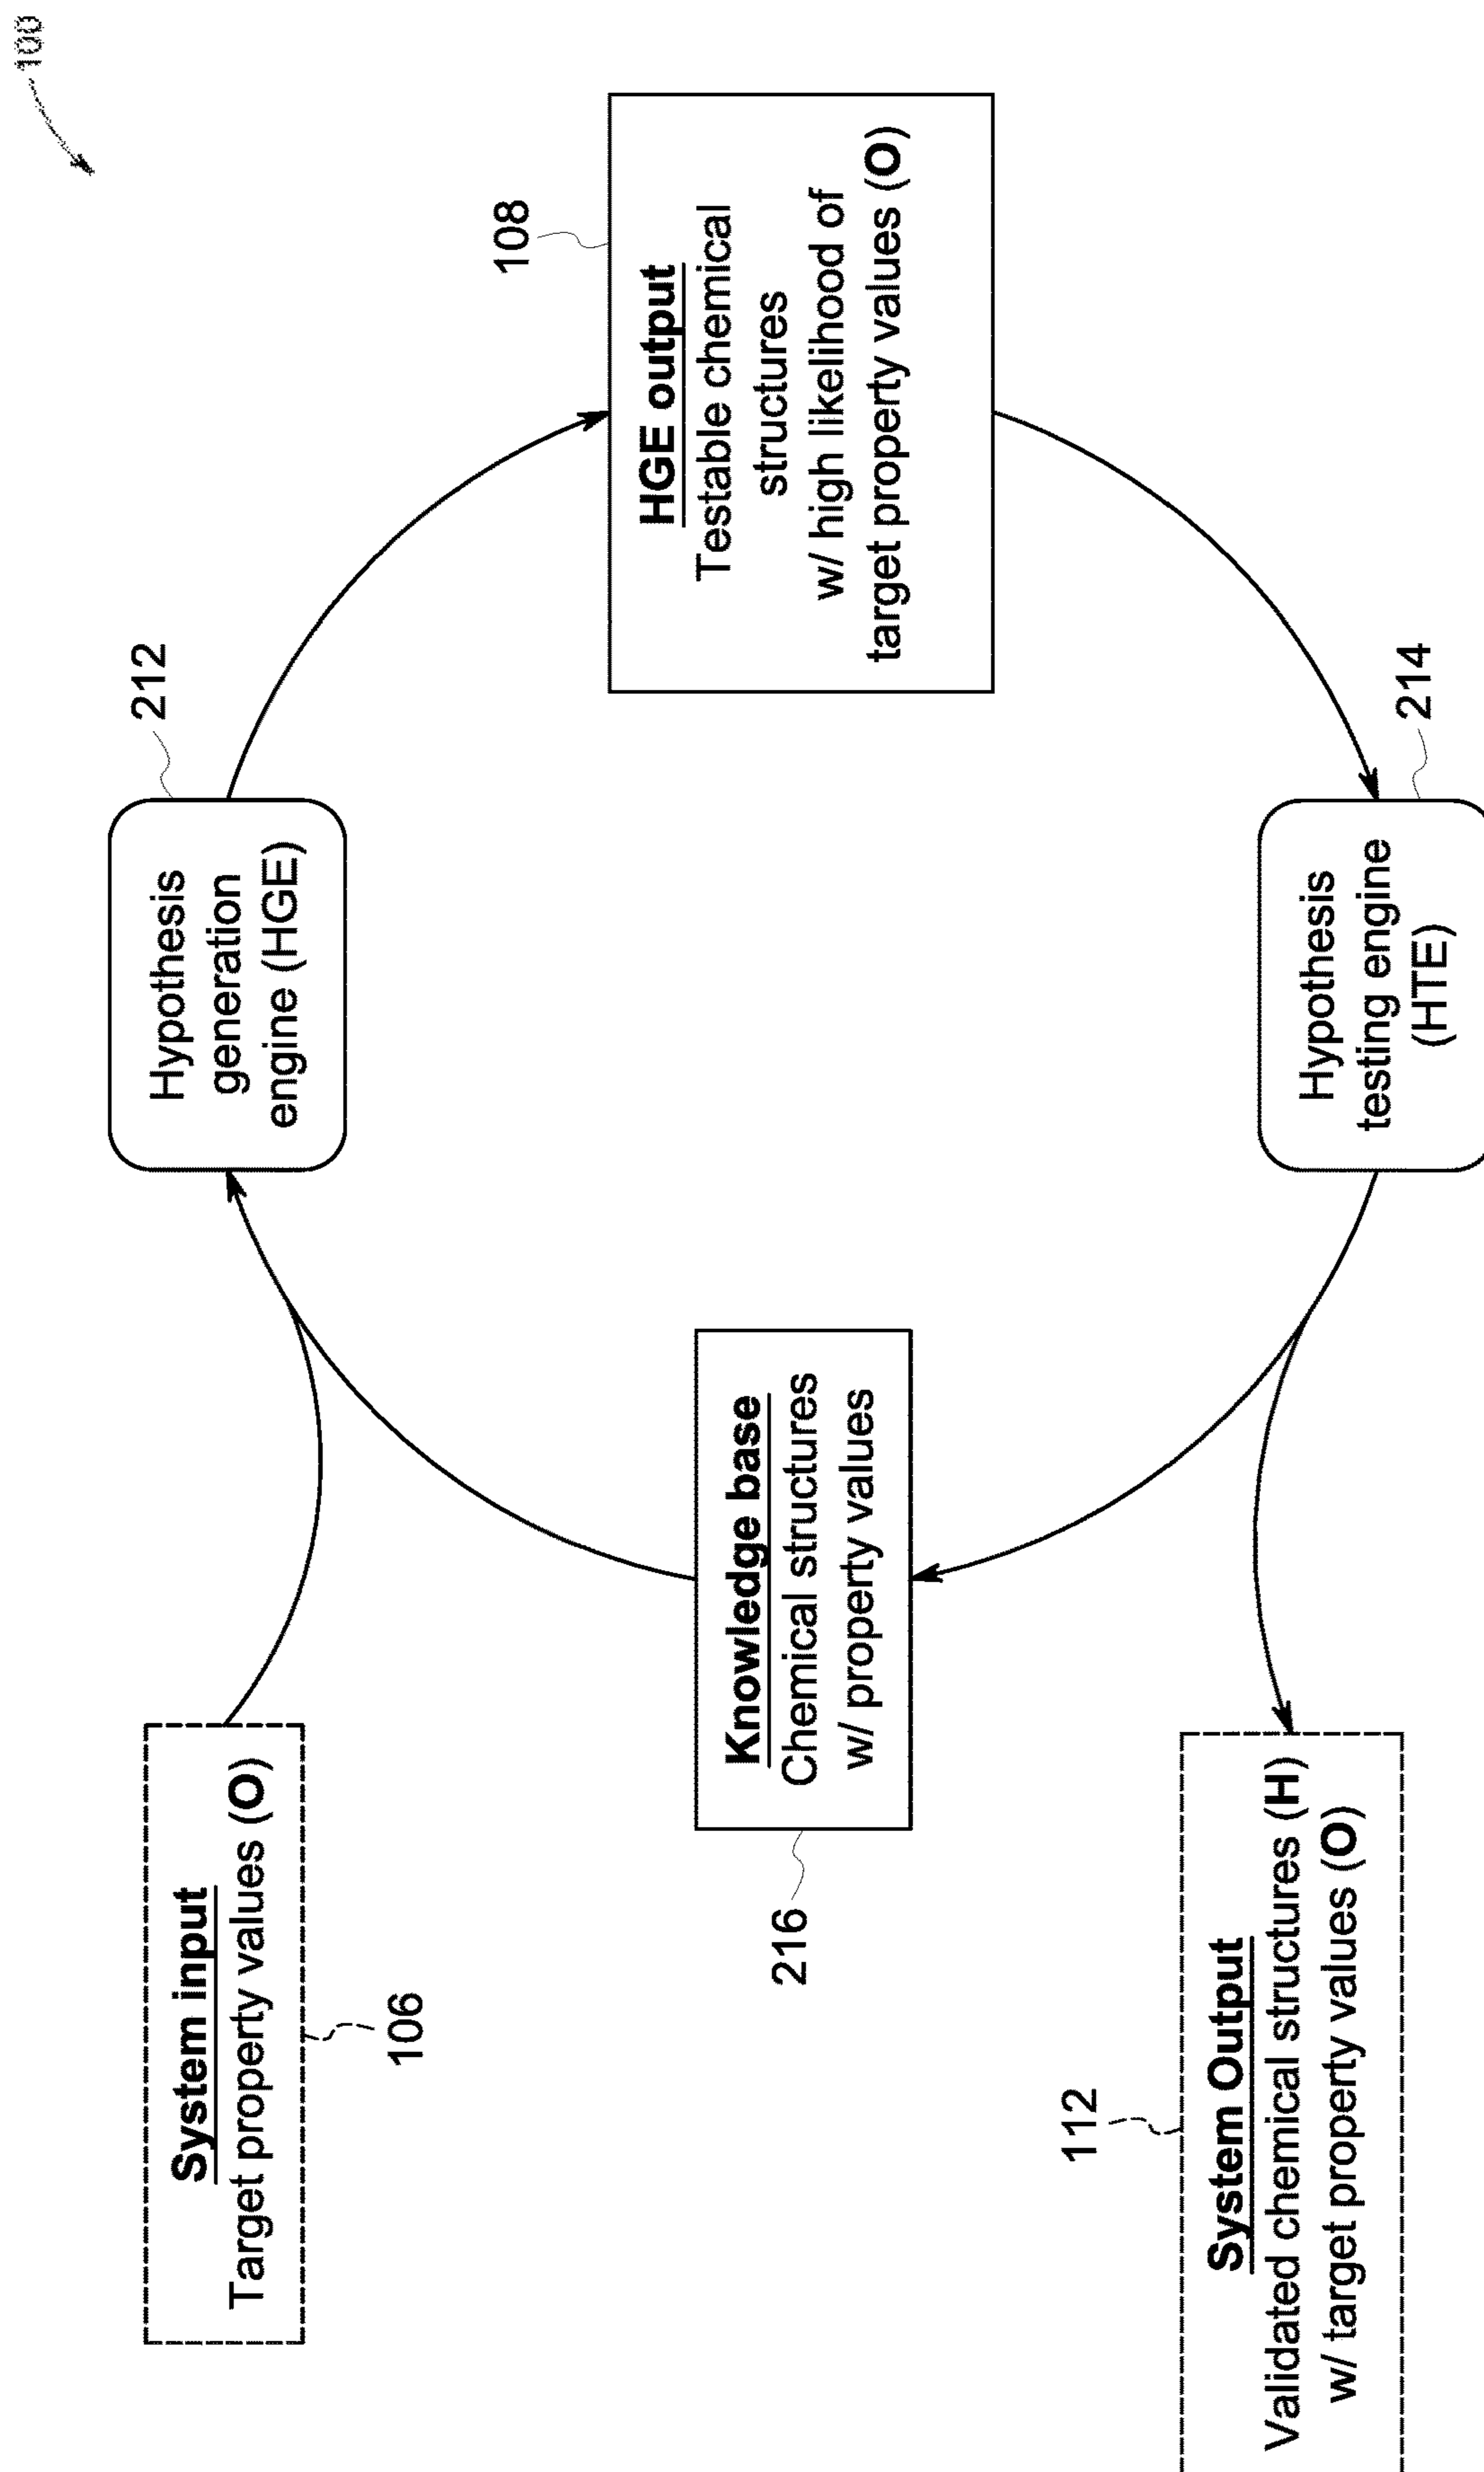 100
System input
Target property values (O)
106
Hypothesis
generation
engine (HGE)
212
HGE output
Testable chemical
structures
w/ high likelihood of
target property values (O)
108
Knowledge base
Chemical structures
w/ property values
216
Hypothesis
testing engine
(HTE)
214
System Output
Validated chemical structures (H)
w/ target property values (O)
112